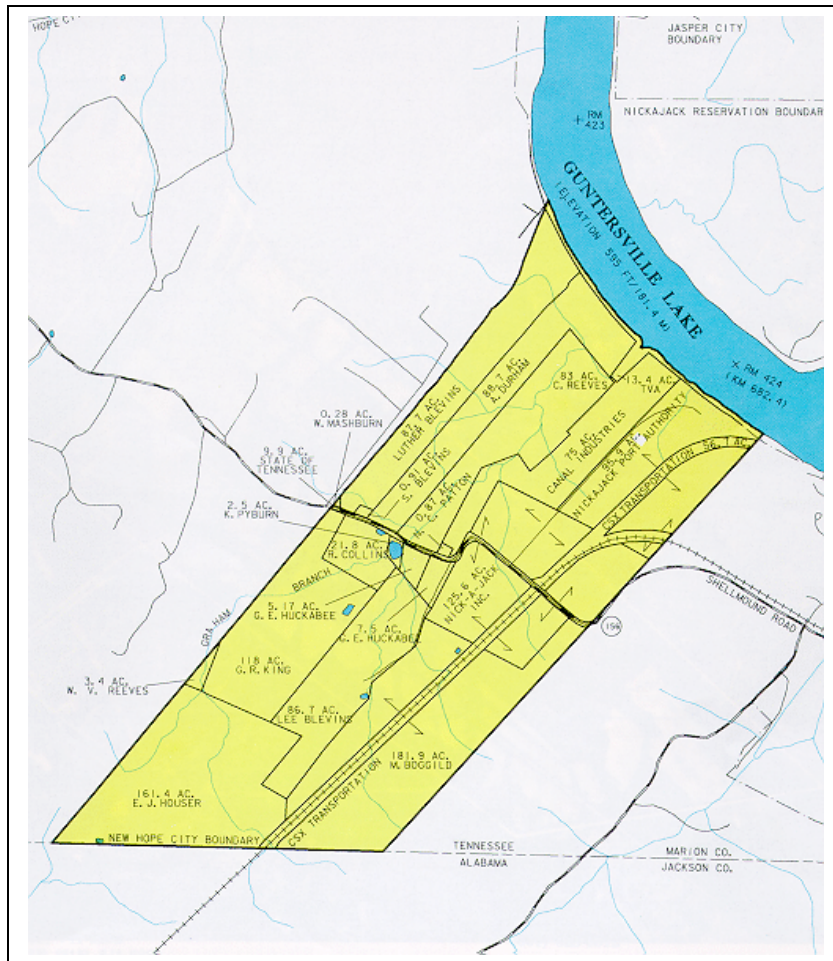 HOPE CI
JASPER CITY
BOUNDARY
NICKAJACK RESERVATION BOUNDARY
RM
423
GUNTERSVILLE LAKE
(ELEVATION 595 FT/181.4 M)
RM 424
(KM 682.4)
87.7 AC.
LUTHER BLEVINS
88.7 AC.
A. DURHAM
83 AC.
C. REEVES
13.4 AC.
TVA
0.28 AC.
W. MASHBURN
0.91 AC.
S. BLEVINS
0.87 AC.
N. C. PATTON
75 AC.
CANAL INDUSTRIES
85.9 AC.
NICKAJACK PORT AUTHORITY
CSX TRANSPORTATION 56.1 AC.
9.9 AC.
STATE OF
TENNESSEE
2.5 AC.
K. PYBURN
21.8 AC.
R. COLLINS
GRAHAM BRANCH
5.17 AC.
G. E. HUCKABEE
125.6 AC.
NICK-A-JACK
INC.
SHELLMOUND ROAD
156
7.5 AC.
G. E. HUCKABEE
118 AC.
G. R. KING
3.4 AC.
W. V. REEVES
86.7 AC.
LEE BLEVINS
181.9 AC.
M. BOGGILD
161.4 AC.
E. J. HOUSER
CSX TRANSPORTATION
NEW HOPE CITY BOUNDARY
TENNESSEE
ALABAMA
MARION CO.
JACKSON CO.